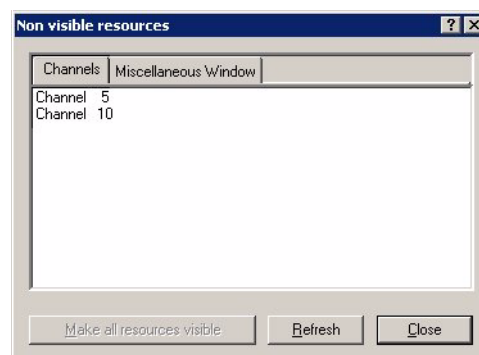 Non visible resources
Channels Miscellaneous Window
Channel 5
Channel 10
Make all resources visible Refresh Close